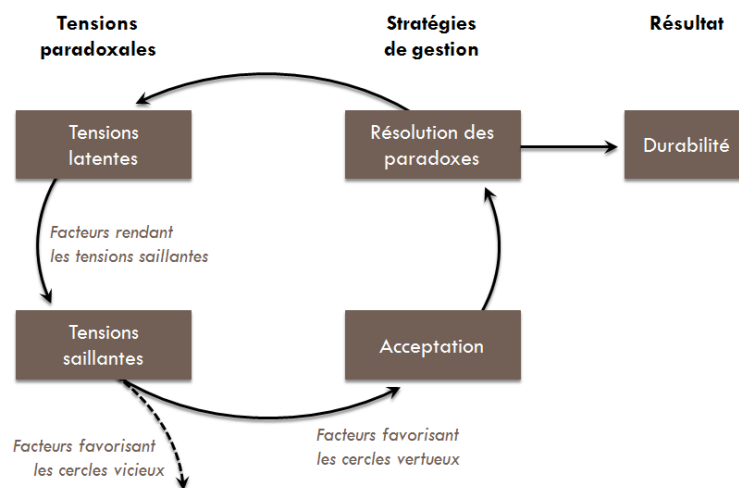 Tensions
paradoxales
Stratégies
de gestion
Résultat
Tensions
latentes
Résolution des
paradoxes
Durabilité
Facteurs rendant
les tensions saillantes
Tensions
saillantes
Acceptation
Facteurs favorisant
les cercles vicieux
Facteurs favorisant
les cercles vertueux